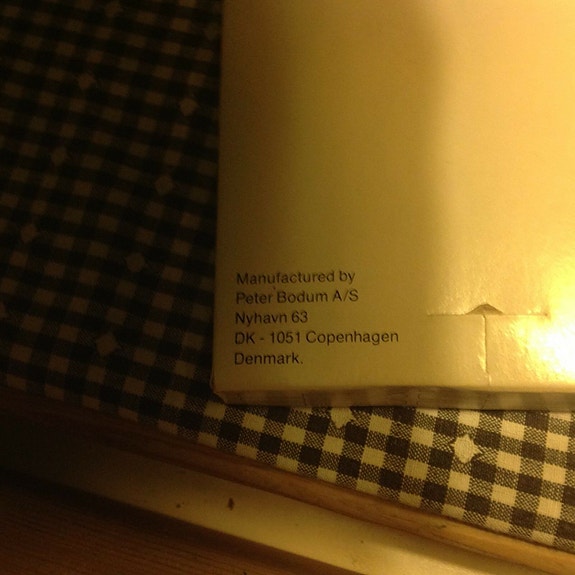 Manufactured by
Peter Bodum A/S
Nyhavn 63
DK - 1051 Copenhagen
Denmark.